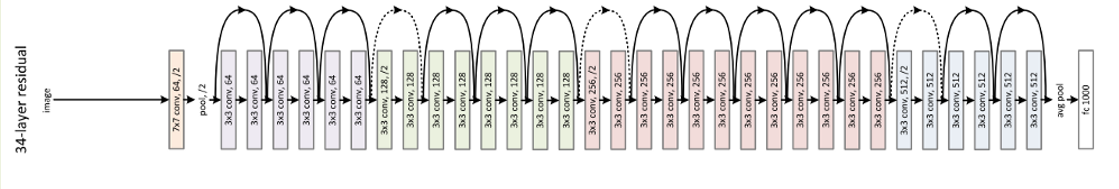 34-layer residual
image
7x7 conv, 64, /2
pool, /2
3x3 conv, 64
3x3 conv, 64
3x3 conv, 64
3x3 conv, 64
3x3 conv, 64
3x3 conv, 64
3x3 conv, 128, /2
3x3 conv, 128
3x3 conv, 128
3x3 conv, 128
3x3 conv, 128
3x3 conv, 128
3x3 conv, 128
3x3 conv, 128
3x3 conv, 256, /2
3x3 conv, 256
3x3 conv, 256
3x3 conv, 256
3x3 conv, 256
3x3 conv, 256
3x3 conv, 256
3x3 conv, 256
3x3 conv, 256
3x3 conv, 256
3x3 conv, 256
3x3 conv, 256
3x3 conv, 512, /2
3x3 conv, 512
3x3 conv, 512
3x3 conv, 512
3x3 conv, 512
3x3 conv, 512
avg pool
fc 1000